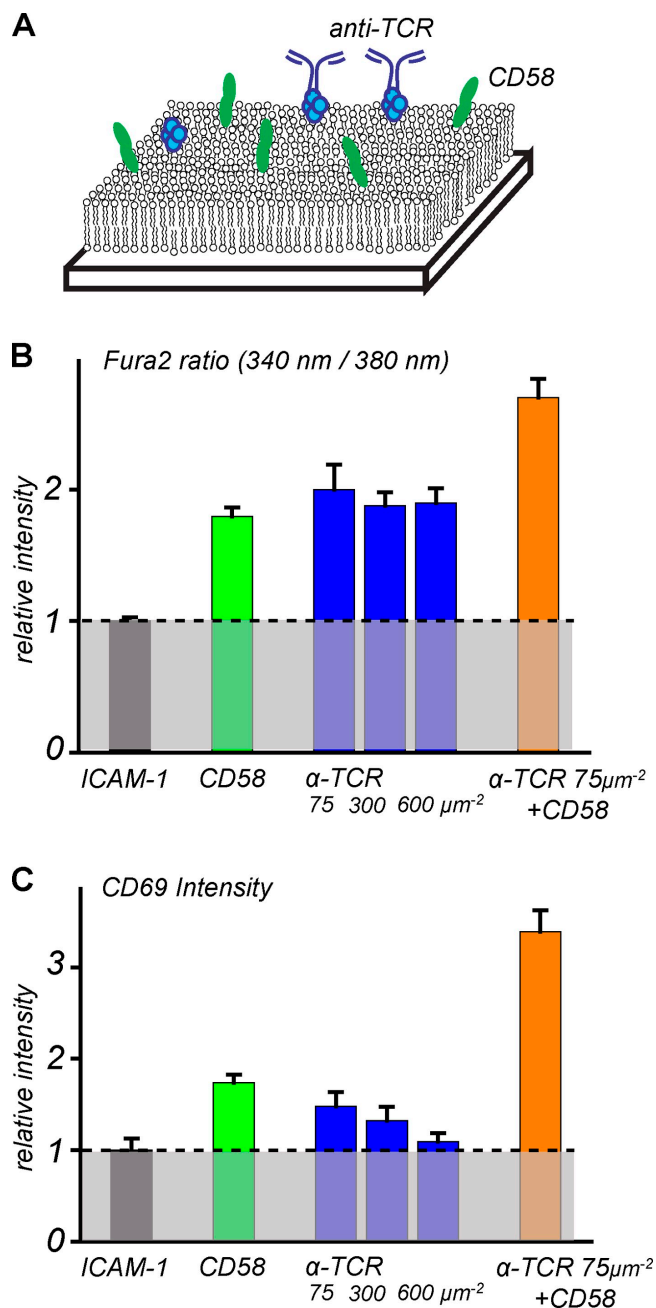 A
anti-TCR
CD58
B
Fura2 ratio (340 nm / 380 nm)
relative intensity
2
1
0
ICAM-1 CD58 α-TCR α-TCR 75µm-2
75 300 600 µm-2 +CD58
C
CD69 Intensity
relative intensity
3
2
1
0
ICAM-1 CD58 α-TCR α-TCR 75µm-2
75 300 600 µm-2 +CD58